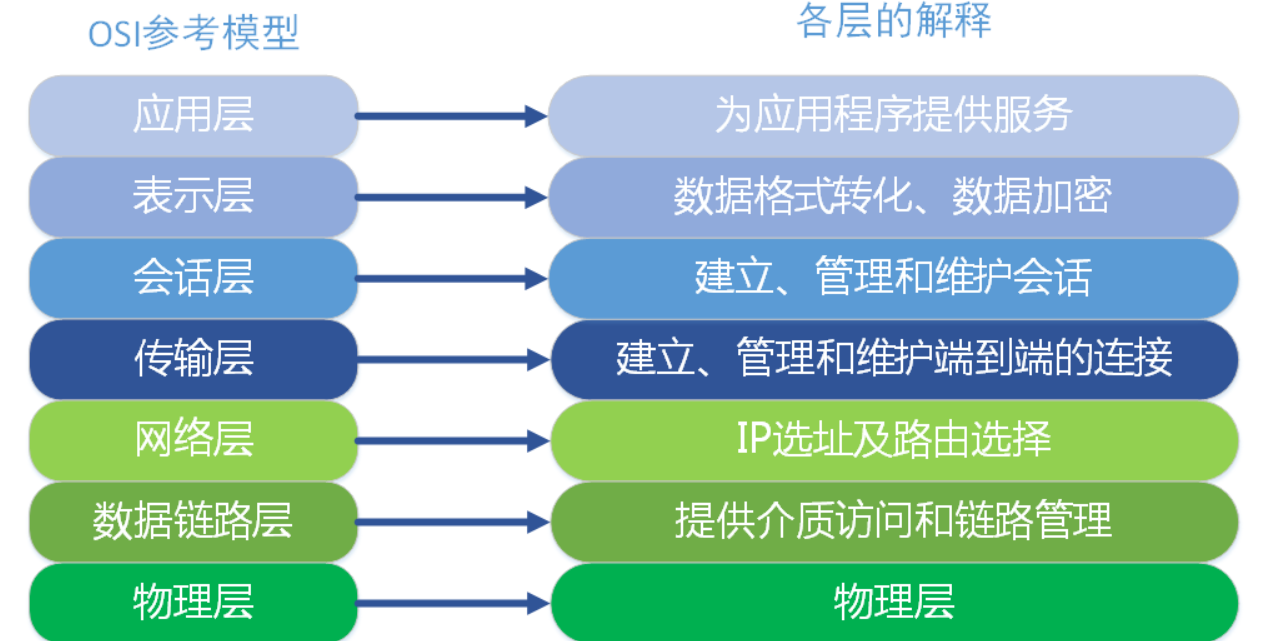 OSI参考模型
各层的解释
应用层
为应用程序提供服务
表示层
数据格式转化、数据加密
会话层
建立、管理和维护会话
传输层
建立、管理和维护端到端的连接
网络层
IP选址及路由选择
数据链路层
提供介质访问和链路管理
物理层
物理层